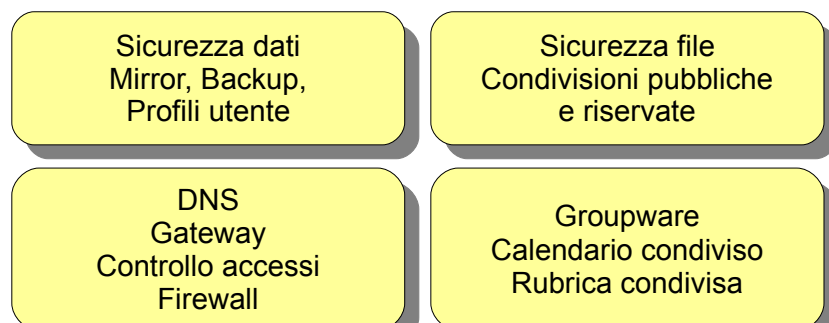 Sicurezza dati
Mirror, Backup,
Profili utente
Sicurezza file
Condivisioni pubbliche
e riservate
DNS
Gateway
Controllo accessi
Firewall
Groupware
Calendario condiviso
Rubrica condivisa